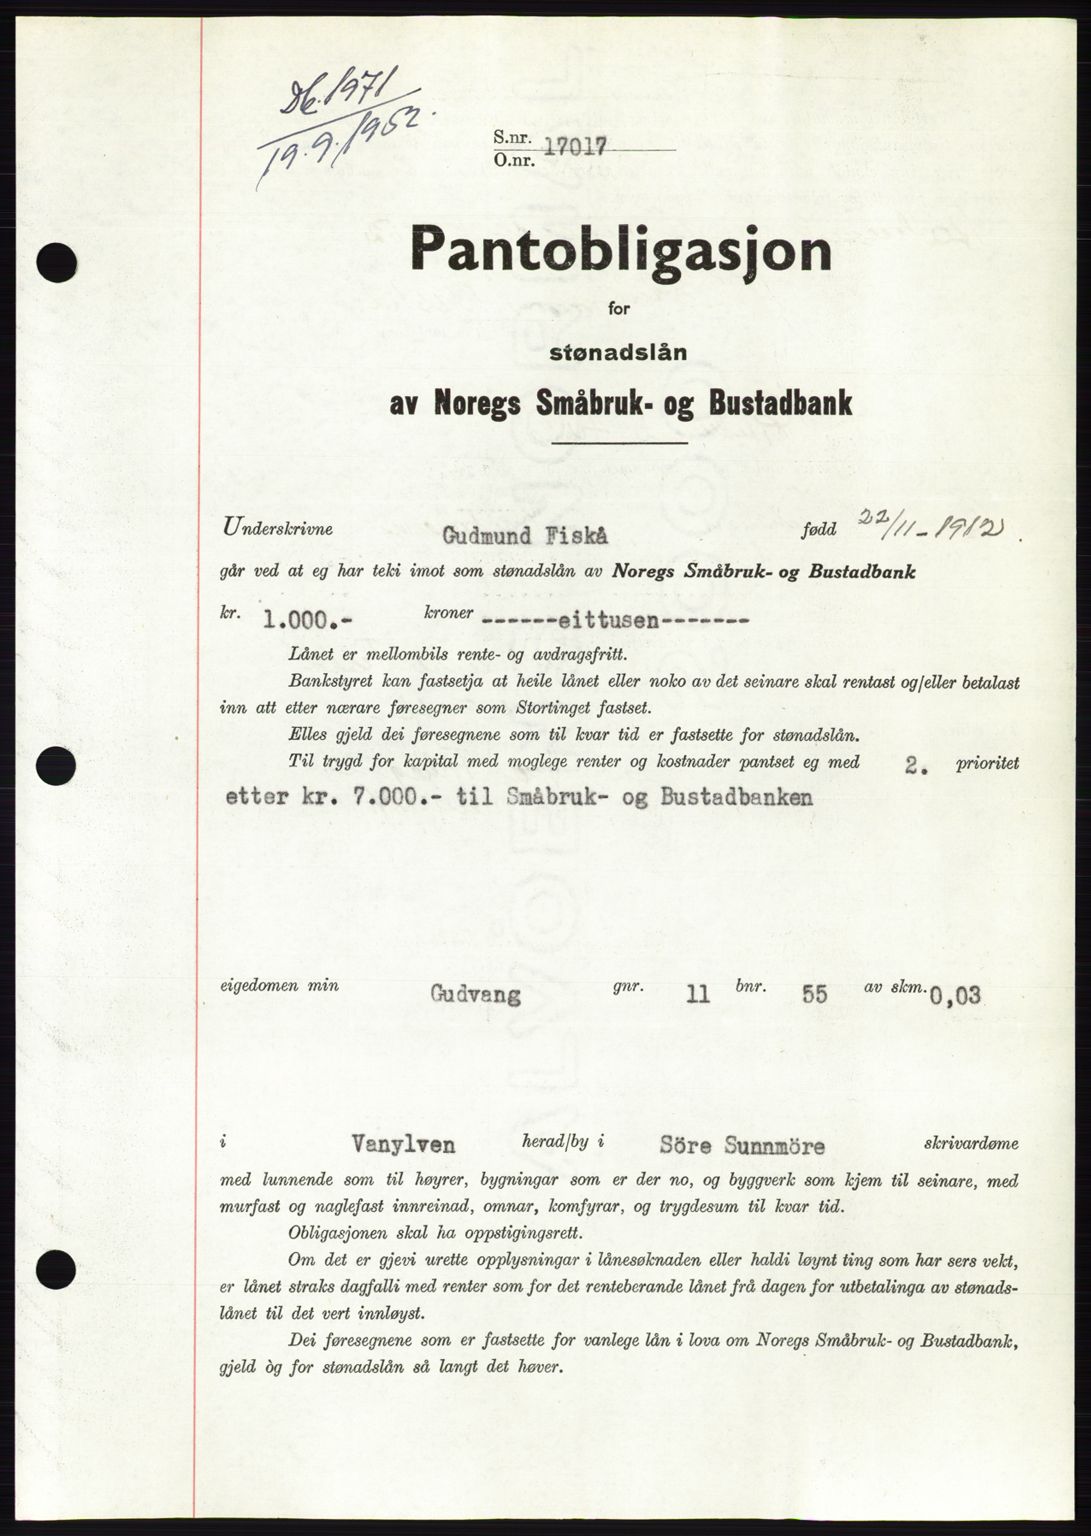 Db. 1971
19.9.1952.
S.nr. 17017
O.nr.
Pantobligasjon
for
stønadslån
av Noregs Småbruk- og Bustadbank
Underskrivne Gudmund Fiskå fødd 22/11-1912.
går ved at eg har teki imot som stønadslån av Noregs Småbruk- og Bustadbank
kr. 1.000.- kroner ------eittusen-------
Lånet er mellombils rente- og avdragsfritt.
Bankstyret kan fastsetja at heile lånet eller noko av det seinare skal rentast og/eller betalast
inn att etter nærare føresegner som Stortinget fastset.
Elles gjeld dei føresegnene som til kvar tid er fastsette for stønadslån.
Til trygd for kapital med moglege renter og kostnader pantset eg med 2. prioritet
etter kr. 7.000.- til Småbruk- og Bustadbanken
eigedomen min Gudvang gnr. 11 bnr. 55 av skm. 0,03
i Vanylven herad/by i Söre Sunnmöre skrivardøme
med lunnende som til høyrer, bygningar som er der no, og byggverk som kjem til seinare, med
murfast og naglefast innreinad, omnar, komfyrar, og trygdesum til kvar tid.
Obligasjonen skal ha oppstigingsrett.
Om det er gjevi urette opplysningar i lånesøknaden eller haldi løynt ting som har sers vekt,
er lånet straks dagfalli med renter som for det renteberande lånet frå dagen for utbetalinga av stønads-
lånet til det vert innløyst.
Dei føresegnene som er fastsette for vanlege lån i lova om Noregs Småbruk- og Bustadbank,
gjeld òg for stønadslån så langt det høver.